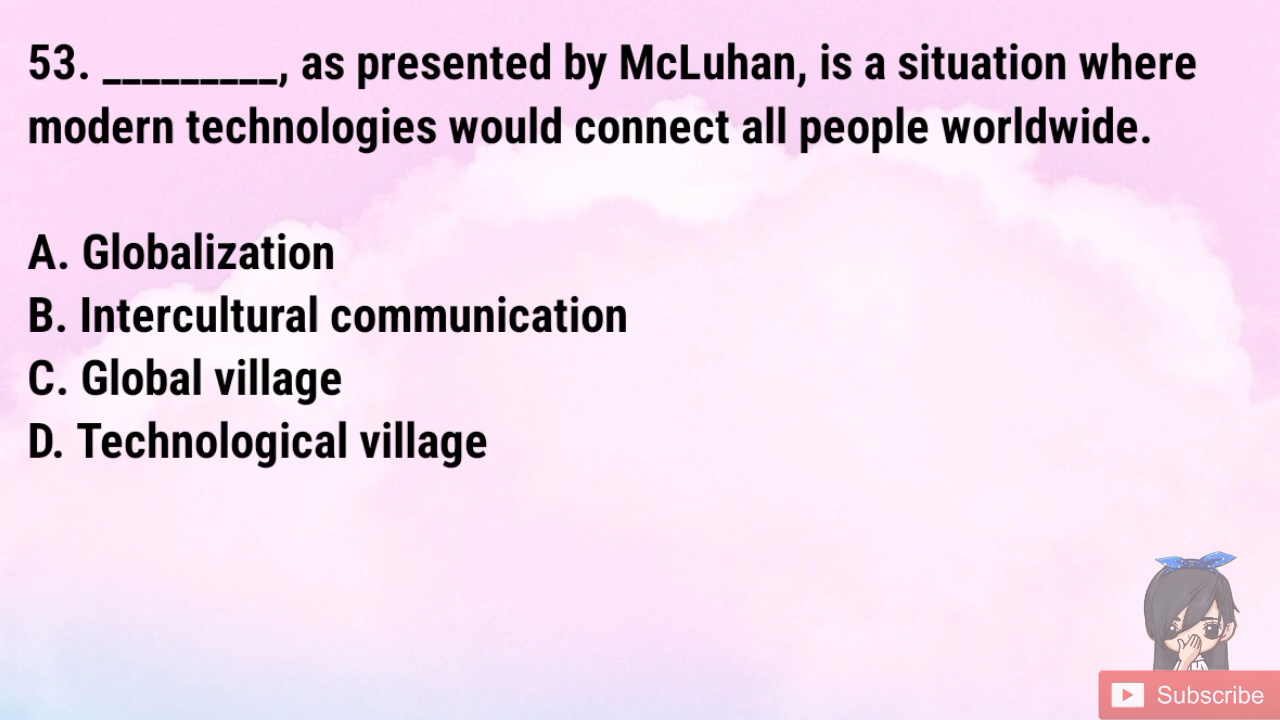 53. _________, as presented by McLuhan, is a situation where
modern technologies would connect all people worldwide.
A. Globalization
B. Intercultural communication
C. Global village
D. Technological village
Subscribe